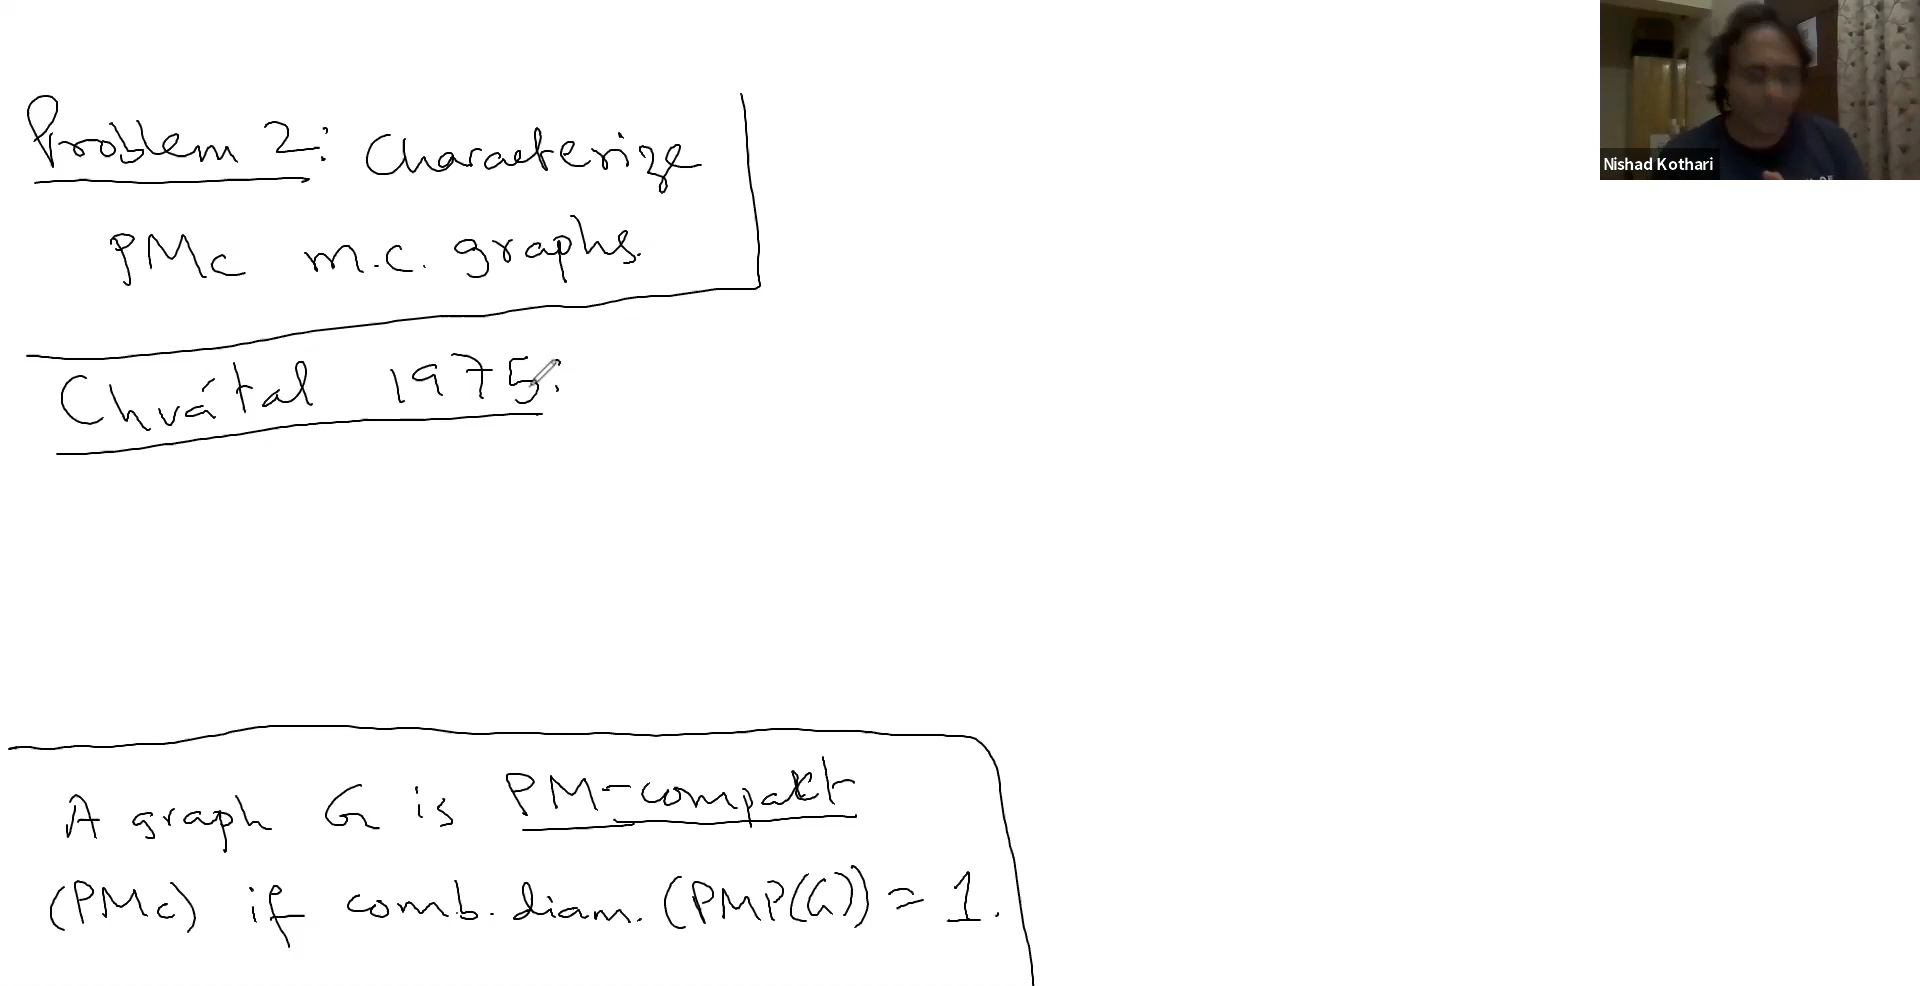 Problem 2: Characterize
PMc m.c. graphs.
Chvátal 1975:
A graph G is PM-compact
(PMc) if comb. diam. (PMP(G)) = 1.
Nishad Kothari